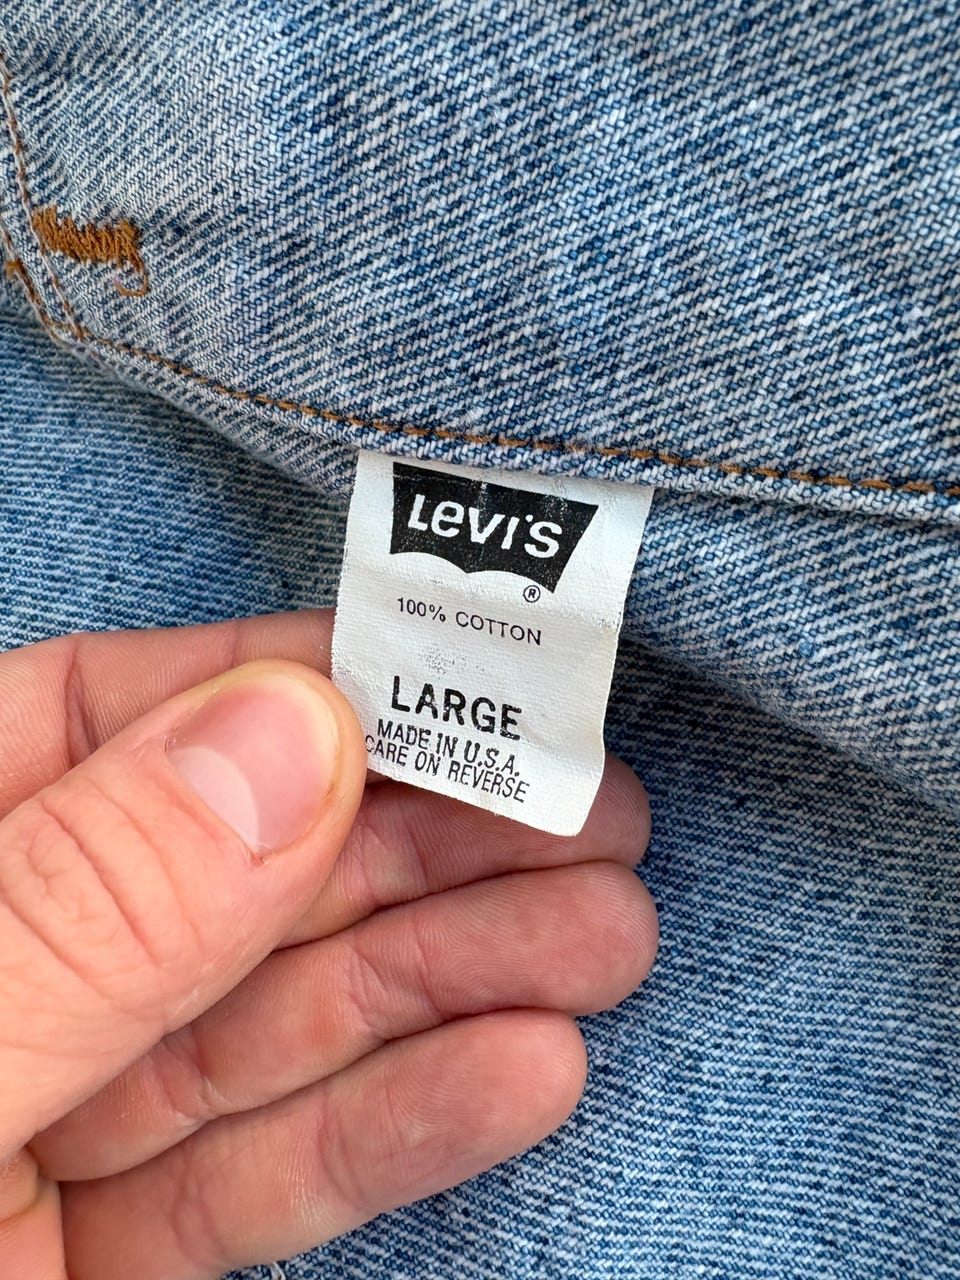 Levi's
®
100% COTTON
LARGE
MADE IN U.S.A.
CARE ON REVERSE